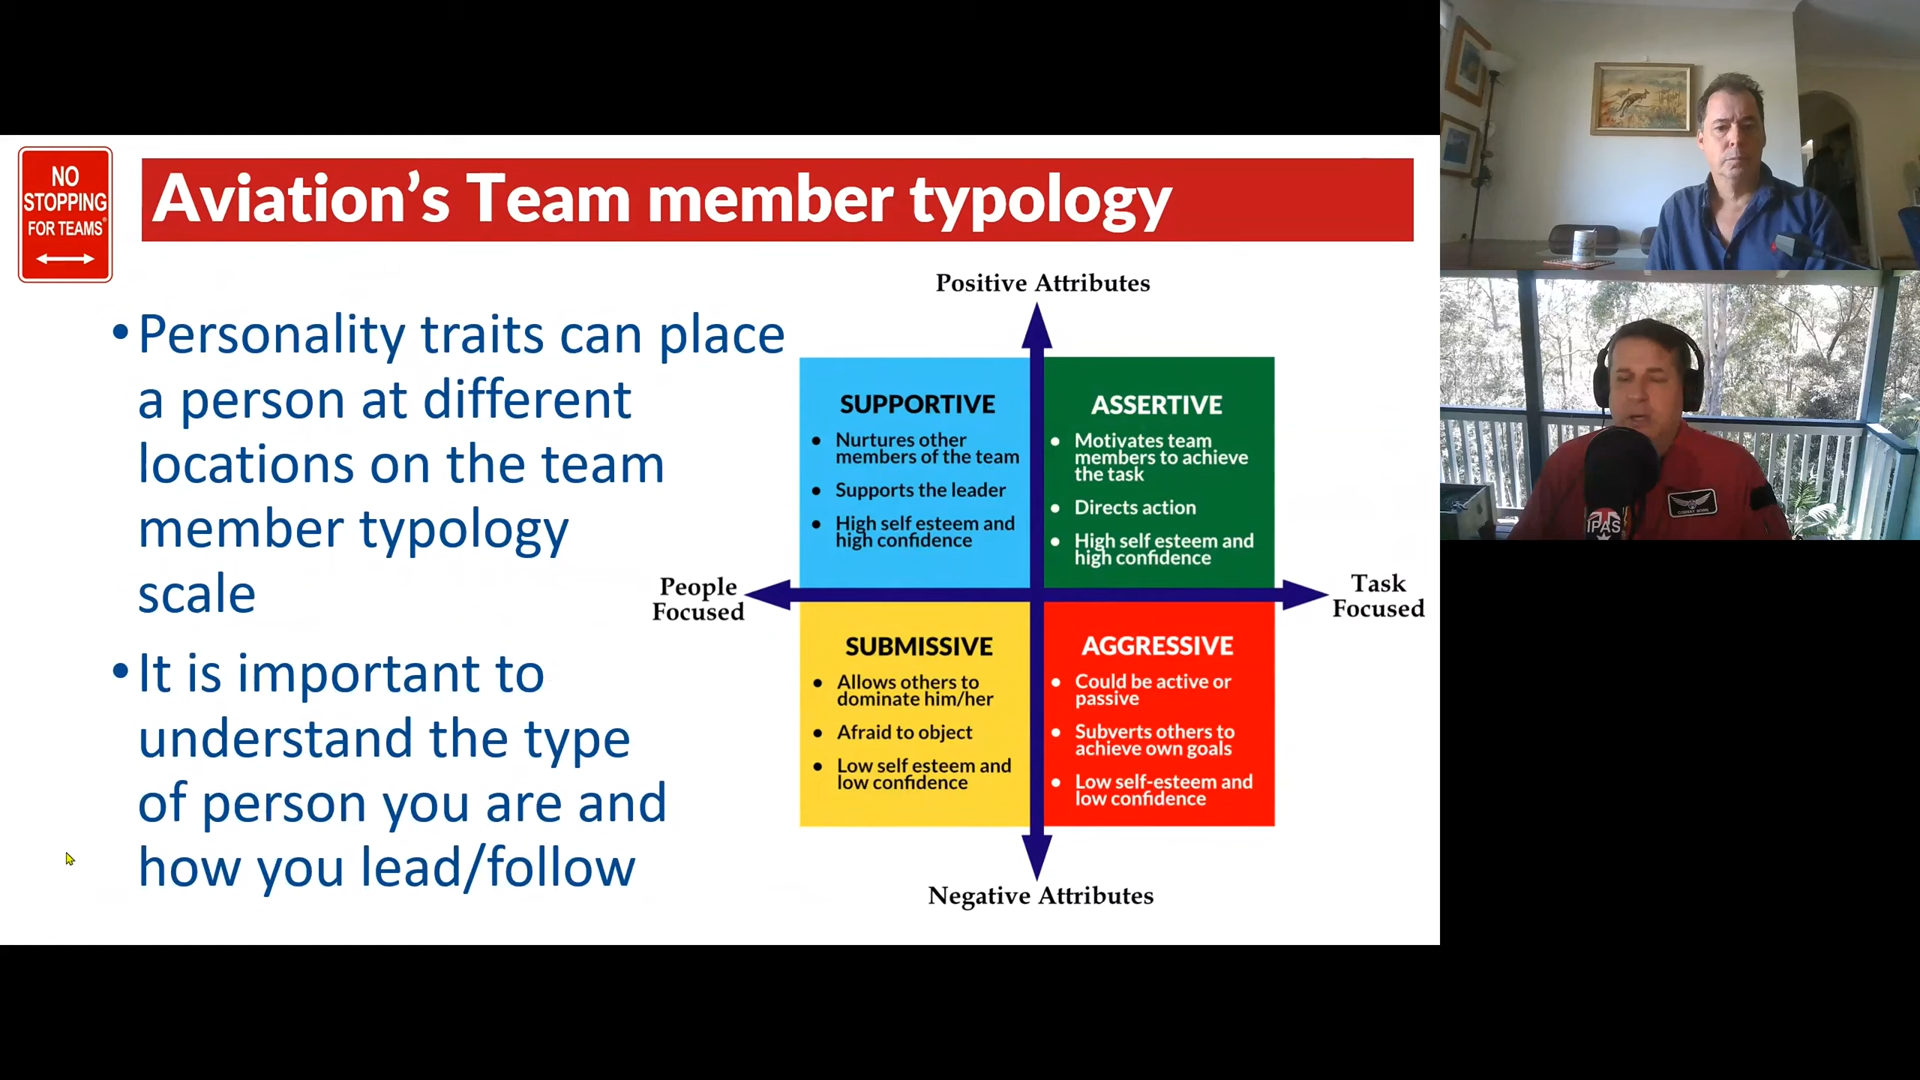 NO
STOPPING
FOR TEAMS®
Aviation's Team member typology
•Personality traits can place
a person at different
locations on the team
member typology
scale
•It is important to
understand the type
of person you are and
how you lead/follow
Positive Attributes
SUPPORTIVE
• Nurtures other
members of the team
• Supports the leader
• High self esteem and
high confidence
ASSERTIVE
• Motivates team
members to achieve
the task
• Directs action
• High self esteem and
high confidence
People
Focused
Task
Focused
SUBMISSIVE
• Allows others to
dominate him/her
• Afraid to object
• Low self esteem and
low confidence
AGGRESSIVE
• Could be active or
passive
• Subverts others to
achieve own goals
• Low self-esteem and
low confidence
Negative Attributes
IPAS